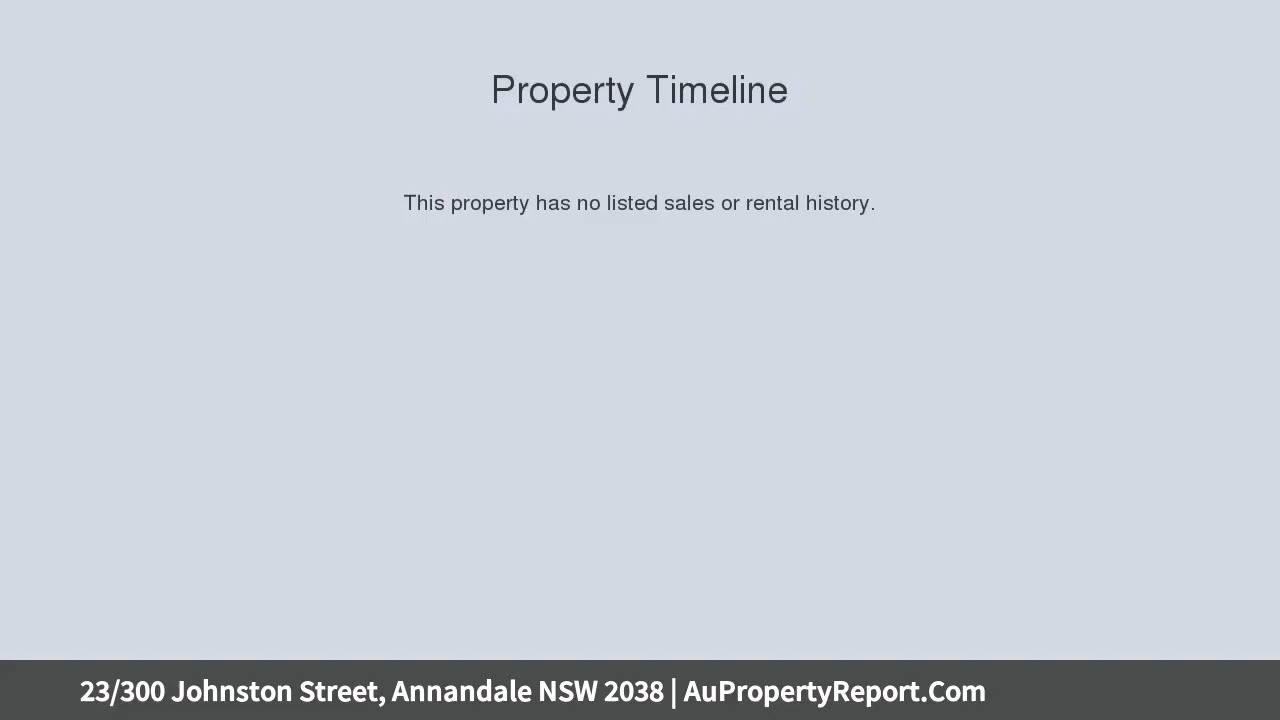 Property Timeline
This property has no listed sales or rental history.
23/300 Johnston Street, Annandale NSW 2038 | AuPropertyReport.Com